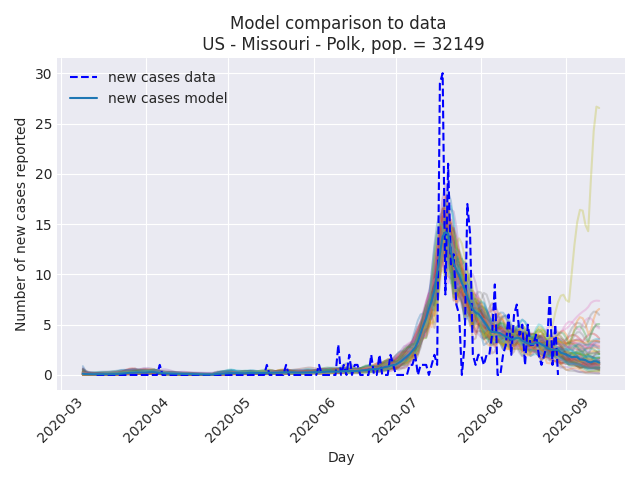 Model comparison to data
US - Missouri - Polk, pop. = 32149
new cases data
new cases model
Number of new cases reported
30
25
20
15
10
5
0
2020-03
2020-04
2020-05
2020-06
2020-07
2020-08
2020-09
Day